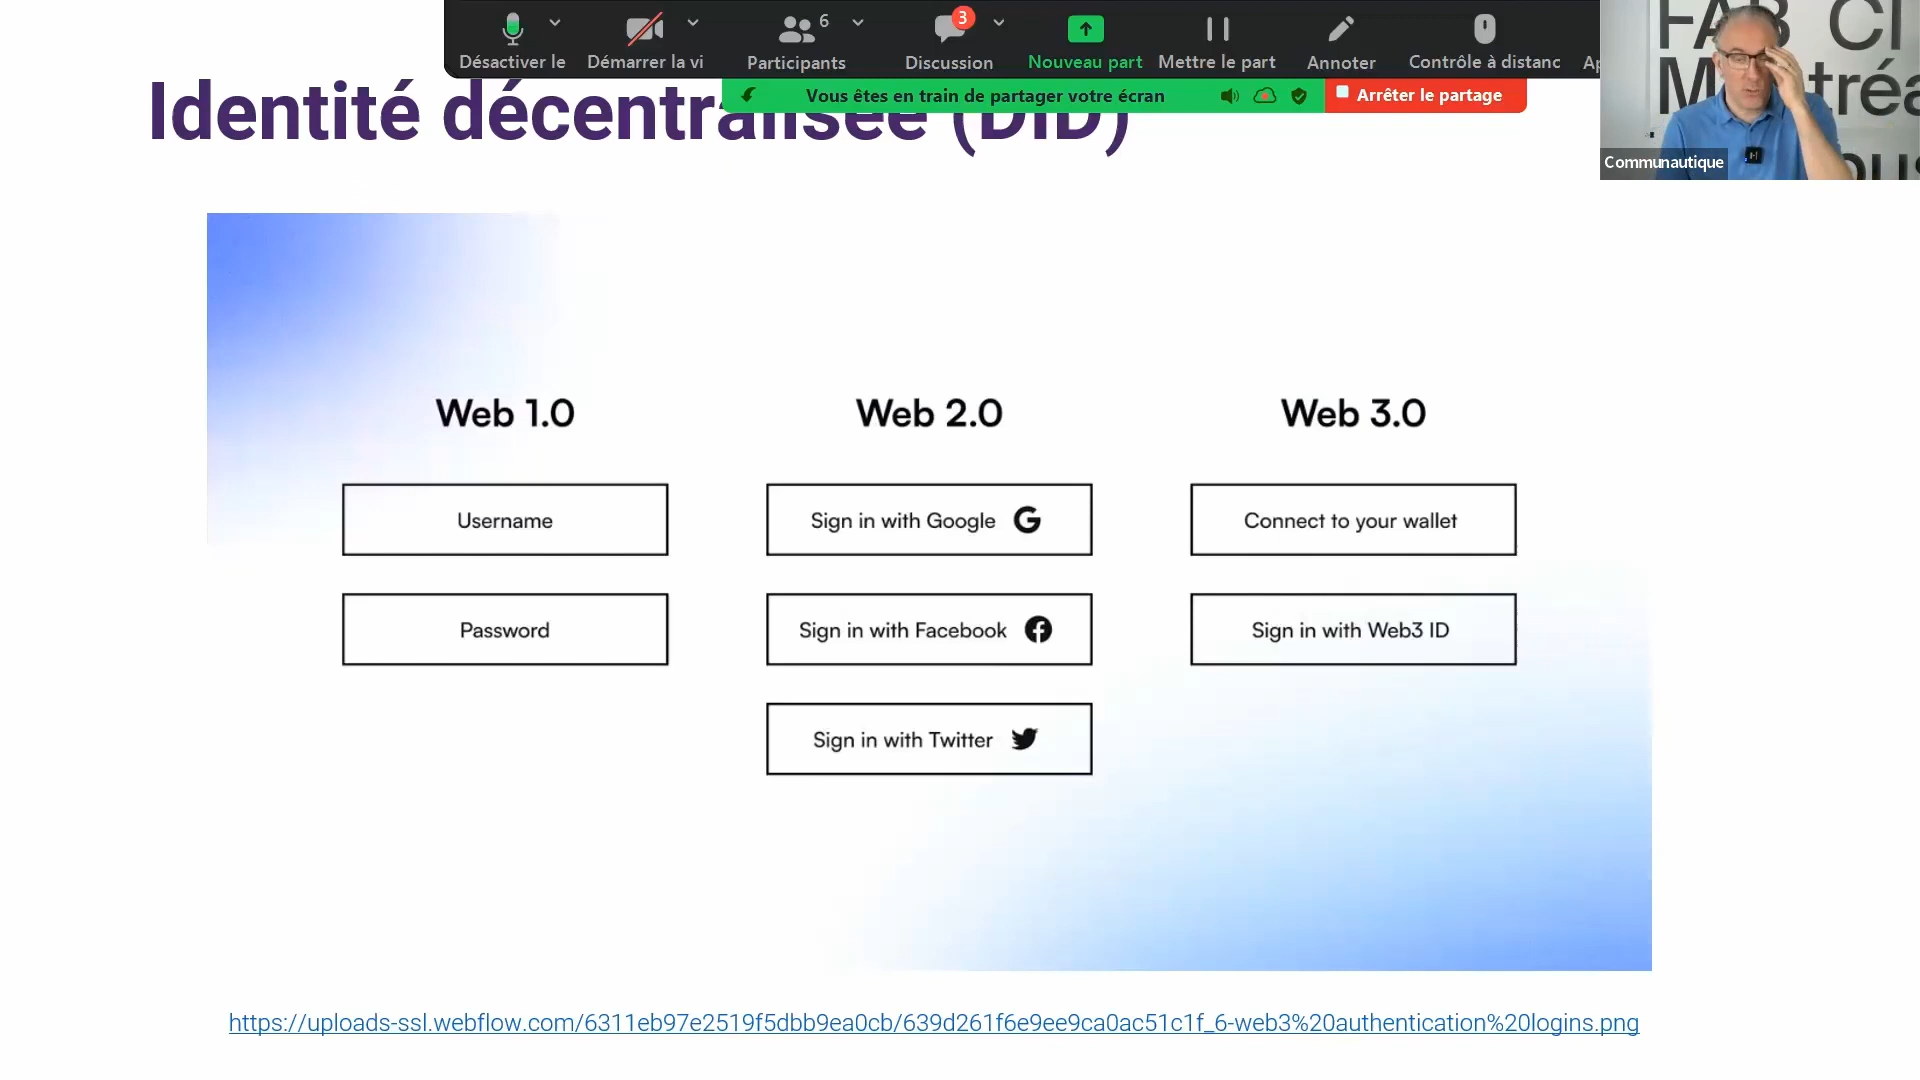 6
3
Désactiver le
Démarrer la vi
Participants
Discussion
Nouveau part
Mettre le part
Annoter
Contrôle à distanc
Vous êtes en train de partager votre écran
Arrêter le partage
Communautique
Identité décentralisée (DID)
Web 1.0
Username
Password
Web 2.0
Sign in with Google
Sign in with Facebook
Sign in with Twitter
Web 3.0
Connect to your wallet
Sign in with Web3 ID
https://uploads-ssl.webflow.com/6311eb97e2519f5dbb9ea0cb/639d261f6e9ee9ca0ac51c1f_6-web3%20authentication%20logins.png